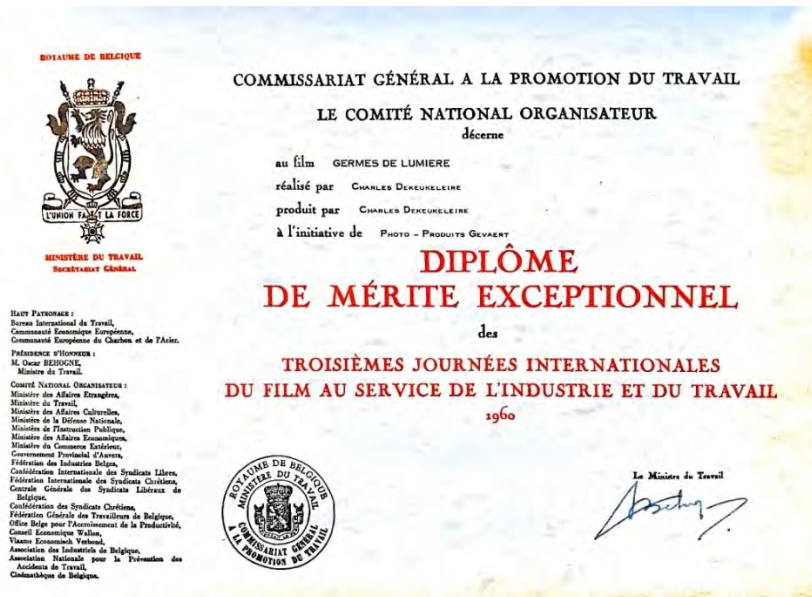 ROYAUME DE BELGIQUE
L'UNION FAIT LA FORCE
MINISTÈRE DU TRAVAIL
SECRÉTARIAT GÉNÉRAL
HAUT PATRONAGE :
Bureau International du Travail,
Communauté Economique Européenne,
Communauté Européenne du Charbon et de l'Acier.
PRÉSIDENCE D'HONNEUR :
M. Oscar BEHOGNE,
Ministre du Travail.
COMITÉ NATIONAL ORGANISATEUR :
Ministère des Affaires Etrangères,
Ministère du Travail,
Ministère des Affaires Culturelles,
Ministère de la Défense Nationale,
Ministère de l'Instruction Publique,
Ministère des Affaires Economiques,
Ministère du Commerce Extérieur,
Gouvernement Provincial d'Anvers,
Fédération des Industries Belges,
Confédération Internationale des Syndicats Libres,
Fédération Internationale des Syndicats Chrétiens,
Centrale Générale des Syndicats Libéraux de
Belgique,
Confédération des Syndicats Chrétiens,
Fédération Générale des Travailleurs de Belgique,
Office Belge pour l'Accroissement de la Productivité,
Conseil Economique Wallon,
Vlaams Economisch Verbond,
Association des Industriels de Belgique,
Association Nationale pour la Prévention des
Accidents de Travail,
Cinémathèque de Belgique.
COMMISSARIAT GÉNÉRAL A LA PROMOTION DU TRAVAIL
LE COMITÉ NATIONAL ORGANISATEUR
décerne
au film GERMES DE LUMIERE
réalisé par CHARLES DEKEUKELEIRE
produit par CHARLES DEKEUKELEIRE
à l'initiative de PHOTO - PRODUITS GEVAERT
DIPLÔME
DE MÉRITE EXCEPTIONNEL
des
TROISIÈMES JOURNÉES INTERNATIONALES
DU FILM AU SERVICE DE L'INDUSTRIE ET DU TRAVAIL
1960
ROYAUME DE BELGIQUE
MINISTÈRE DU TRAVAIL
COMMISSARIAT GÉNÉRAL
A LA PROMOTION DU TRAVAIL
Le Ministre du Travail